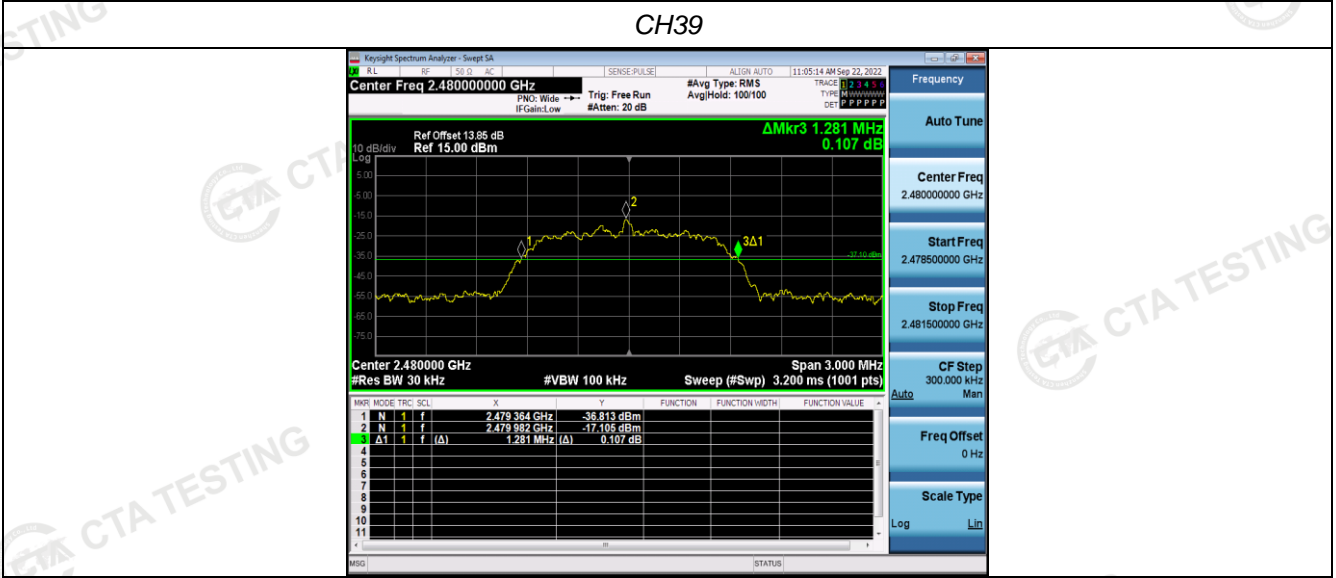 CH39
Keysight Spectrum Analyzer - Swept SA
RL RF 50 Ω AC SENSE:PULSE ALIGN AUTO 11:05:14 AM Sep 22, 2022
Center Freq 2.480000000 GHz
PNO: Wide
IFGain:Low
Trig: Free Run
#Atten: 20 dB
#Avg Type: RMS
Avg|Hold: 100/100
TRACE 1 2 3 4 5 6
TYPE M WWWWW
DET P P P P P P
Frequency
Auto Tune
Center Freq
2.480000000 GHz
Start Freq
2.478500000 GHz
Stop Freq
2.481500000 GHz
CF Step
300.000 kHz
Auto Man
Freq Offset
0 Hz
Scale Type
Log Lin
Ref Offset 13.85 dB
10 dB/div Ref 15.00 dBm
Log
ΔMkr3 1.281 MHz
0.107 dB
5.00
-5.00
-15.0
-25.0
-35.0
-45.0
-55.0
-65.0
-75.0
1
2
3Δ1
-37.10 dBm
Center 2.480000 GHz Span 3.000 MHz
#Res BW 30 kHz #VBW 100 kHz Sweep (#Swp) 3.200 ms (1001 pts)
MKR MODE TRC SCL X Y FUNCTION FUNCTION WIDTH FUNCTION VALUE
1 N 1 f 2.479 364 GHz -36.813 dBm
2 N 1 f 2.479 982 GHz -17.105 dBm
3 Δ1 1 f (Δ) 1.281 MHz (Δ) 0.107 dB
4
5
6
7
8
9
10
11
MSG STATUS
CTA TESTING
CTA TESTING